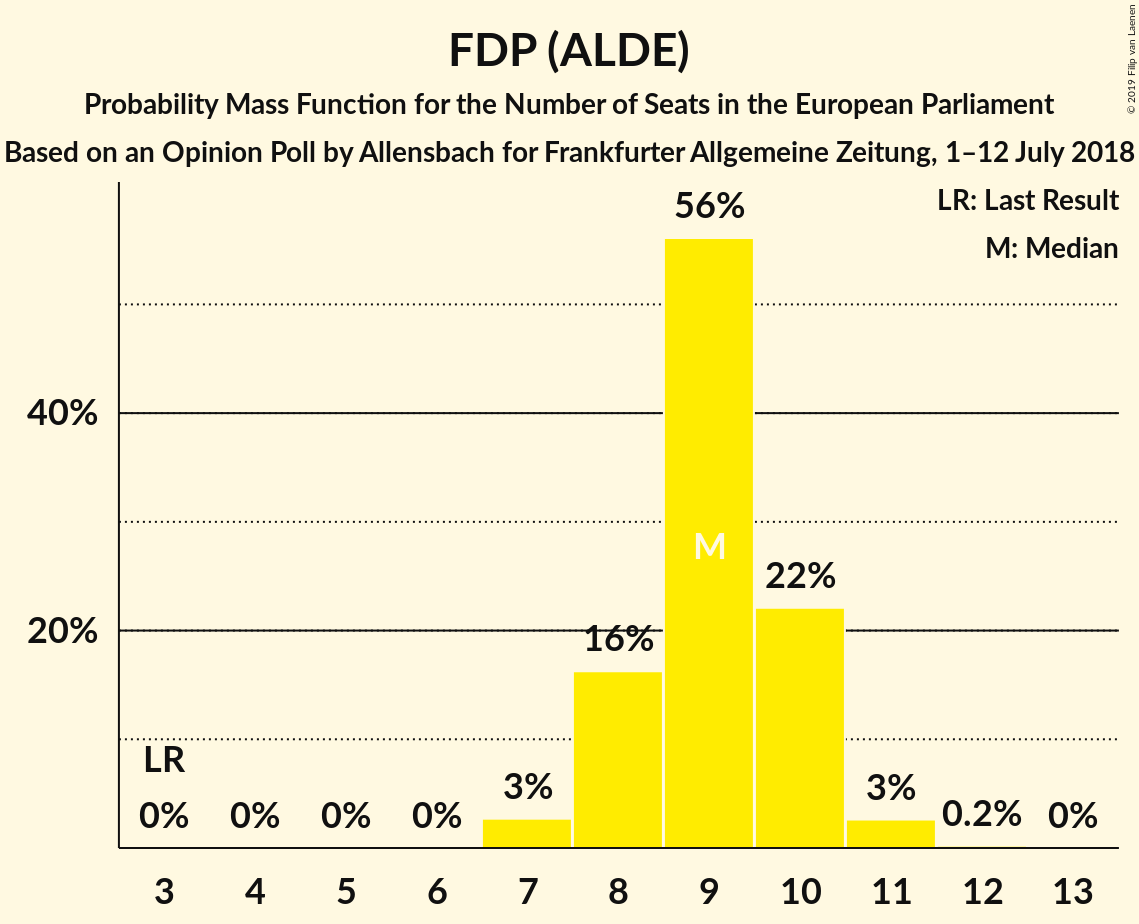 FDP (ALDE)
Probability Mass Function for the Number of Seats in the European Parliament
Based on an Opinion Poll by Allensbach for Frankfurter Allgemeine Zeitung, 1–12 July 2018
© 2019 Filip van Laenen
LR: Last Result
M: Median
56%
40%
M
22%
20%
16%
LR
3%
3%
0% 0% 0% 0% 0.2% 0%
3 4 5 6 7 8 9 10 11 12 13